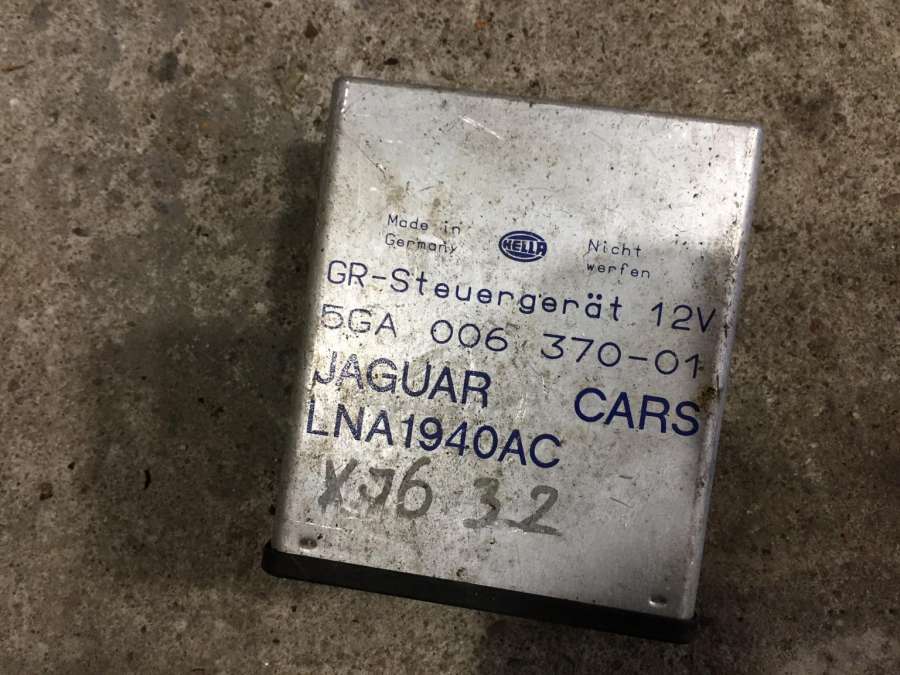 Made in
Germany
HELLA
Nicht
werfen
GR-Steuergerät 12V
5GA 006 370-01
JAGUAR CARS
LNA1940AC
XJ6 3.2